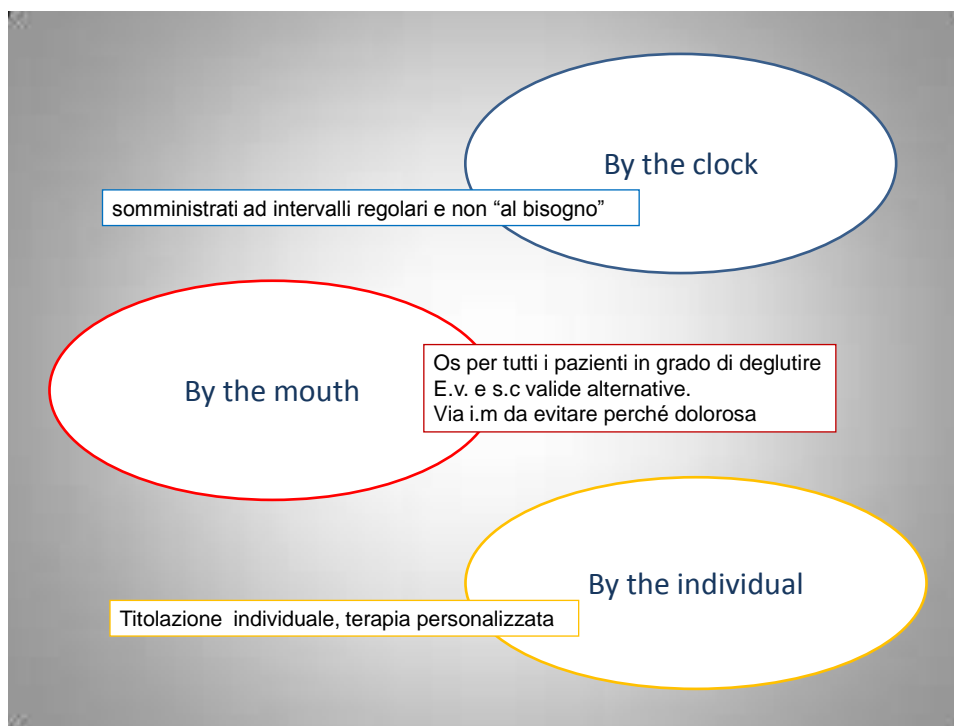 By the clock
somministrati ad intervalli regolari e non “al bisogno”
By the mouth
Os per tutti i pazienti in grado di deglutire
E.v. e s.c valide alternative.
Via i.m da evitare perché dolorosa
By the individual
Titolazione  individuale, terapia personalizzata